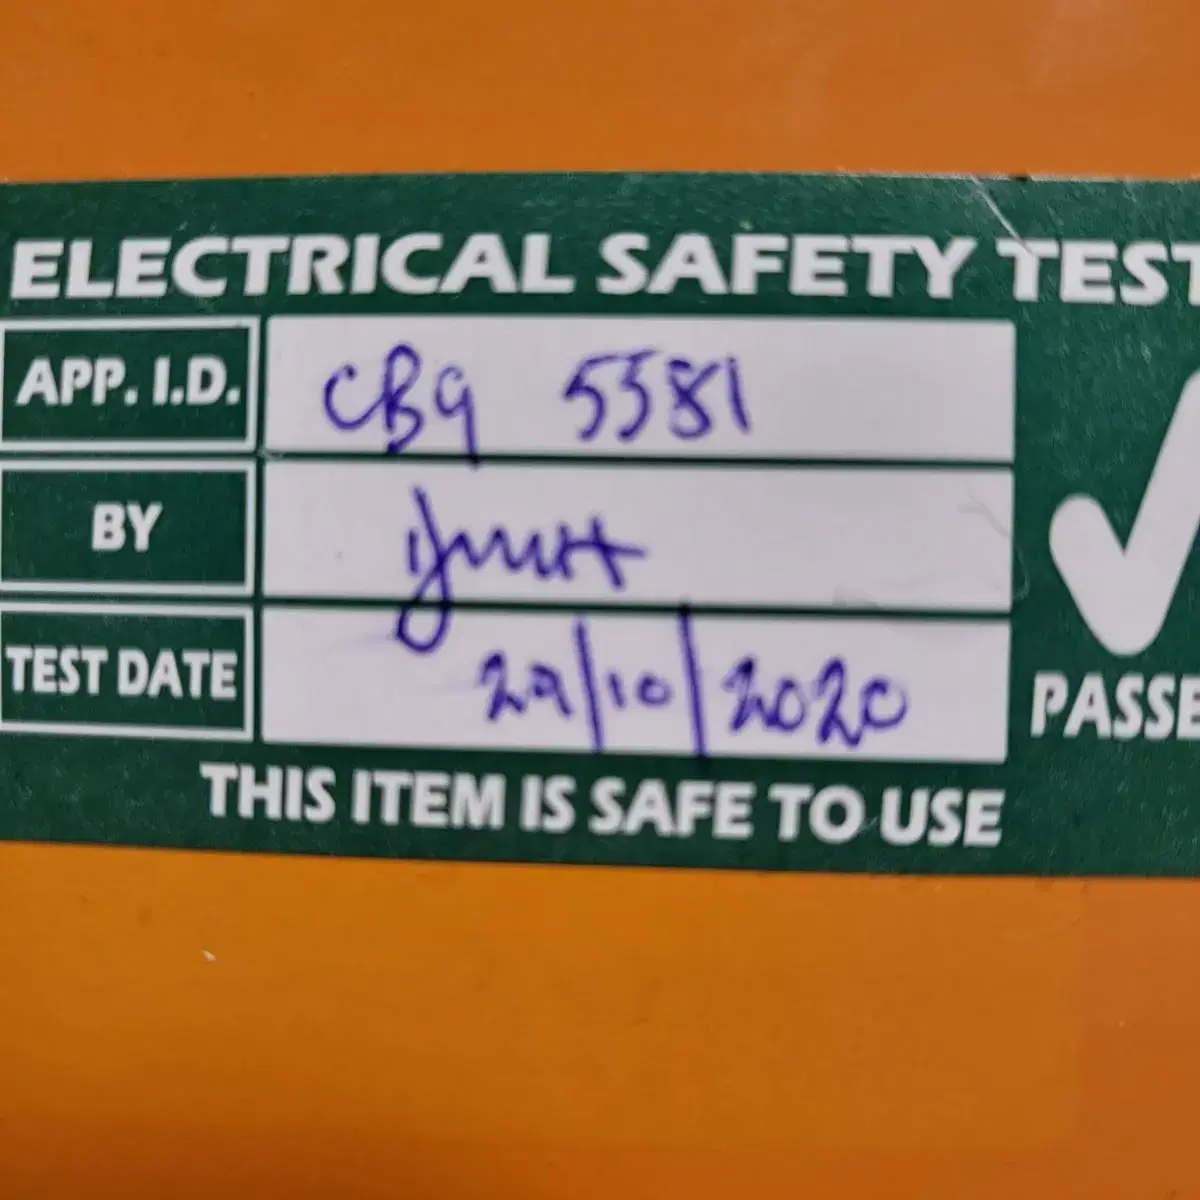 ELECTRICAL SAFETY TEST
APP. I.D. CB9 5581
BY
TEST DATE 29/10/2020
PASSE
THIS ITEM IS SAFE TO USE